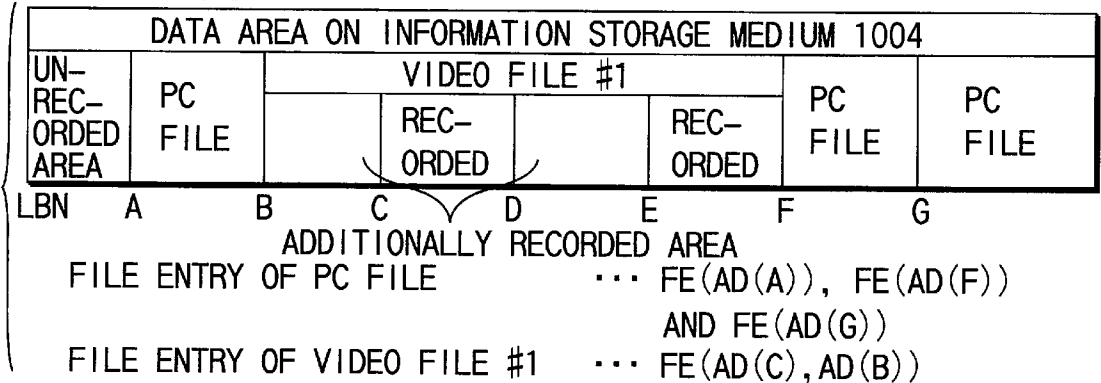 DATA AREA ON INFORMATION STORAGE MEDIUM 1004
UN-
REC-
ORDED
AREA
PC
FILE
VIDEO FILE #1
REC-
ORDED
REC-
ORDED
PC
FILE
PC
FILE
LBN A B C D E F G
ADDITIONALLY RECORDED AREA
FILE ENTRY OF PC FILE ··· FE(AD(A)), FE(AD(F))
AND FE(AD(G))
FILE ENTRY OF VIDEO FILE #1 ··· FE(AD(C),AD(B))